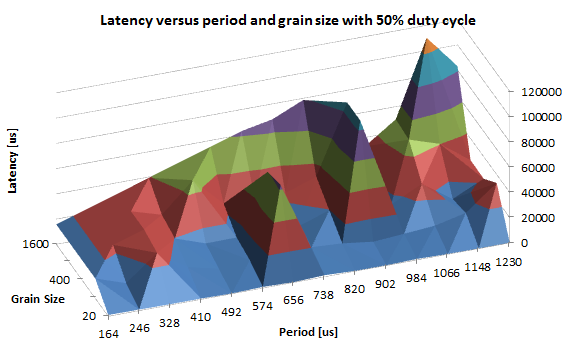 Latency versus period and grain size with 50% duty cycle
Latency [us]
120000
100000
80000
60000
40000
20000
0
1600
400
20
Grain Size
164 246 328 410 492 574 656 738 820 902 984 1066 1148 1230
Period [us]